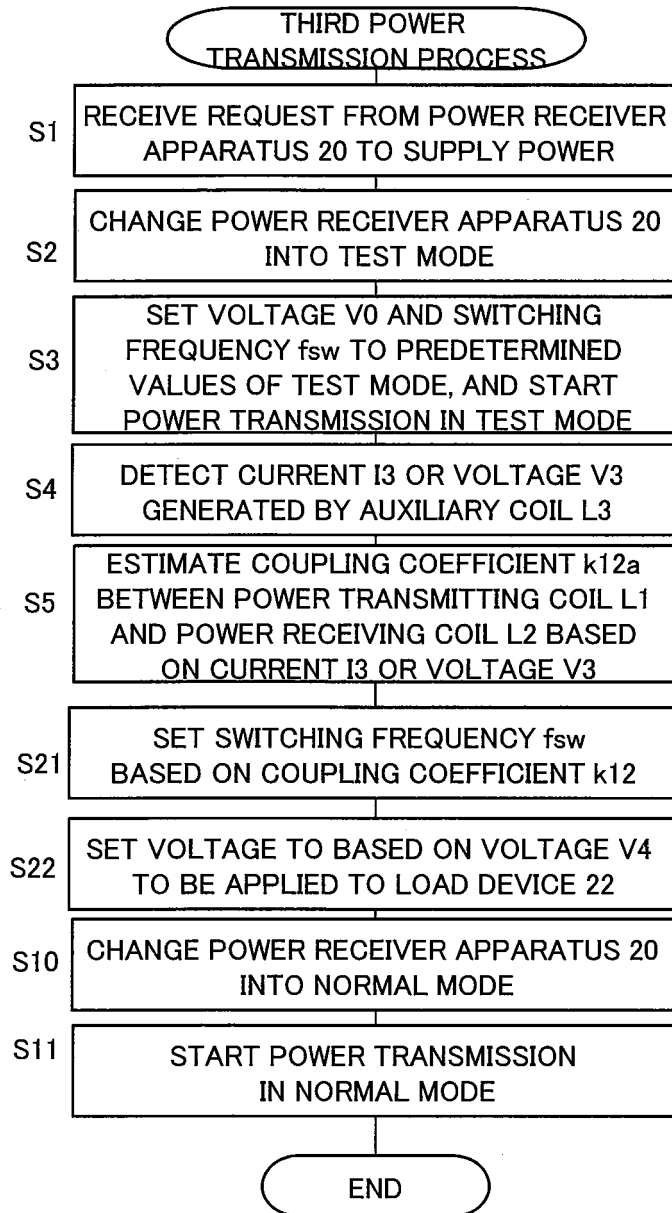 THIRD POWER
TRANSMISSION PROCESS
S1
RECEIVE REQUEST FROM POWER RECEIVER
APPARATUS 20 TO SUPPLY POWER
S2
CHANGE POWER RECEIVER APPARATUS 20
INTO TEST MODE
S3
SET VOLTAGE V0 AND SWITCHING
FREQUENCY fsw TO PREDETERMINED
VALUES OF TEST MODE, AND START
POWER TRANSMISSION IN TEST MODE
S4
DETECT CURRENT I3 OR VOLTAGE V3
GENERATED BY AUXILIARY COIL L3
S5
ESTIMATE COUPLING COEFFICIENT k12a
BETWEEN POWER TRANSMITTING COIL L1
AND POWER RECEIVING COIL L2 BASED
ON CURRENT I3 OR VOLTAGE V3
S21
SET SWITCHING FREQUENCY fsw
BASED ON COUPLING COEFFICIENT k12
S22
SET VOLTAGE TO BASED ON VOLTAGE V4
TO BE APPLIED TO LOAD DEVICE 22
S10
CHANGE POWER RECEIVER APPARATUS 20
INTO NORMAL MODE
S11
START POWER TRANSMISSION
IN NORMAL MODE
END